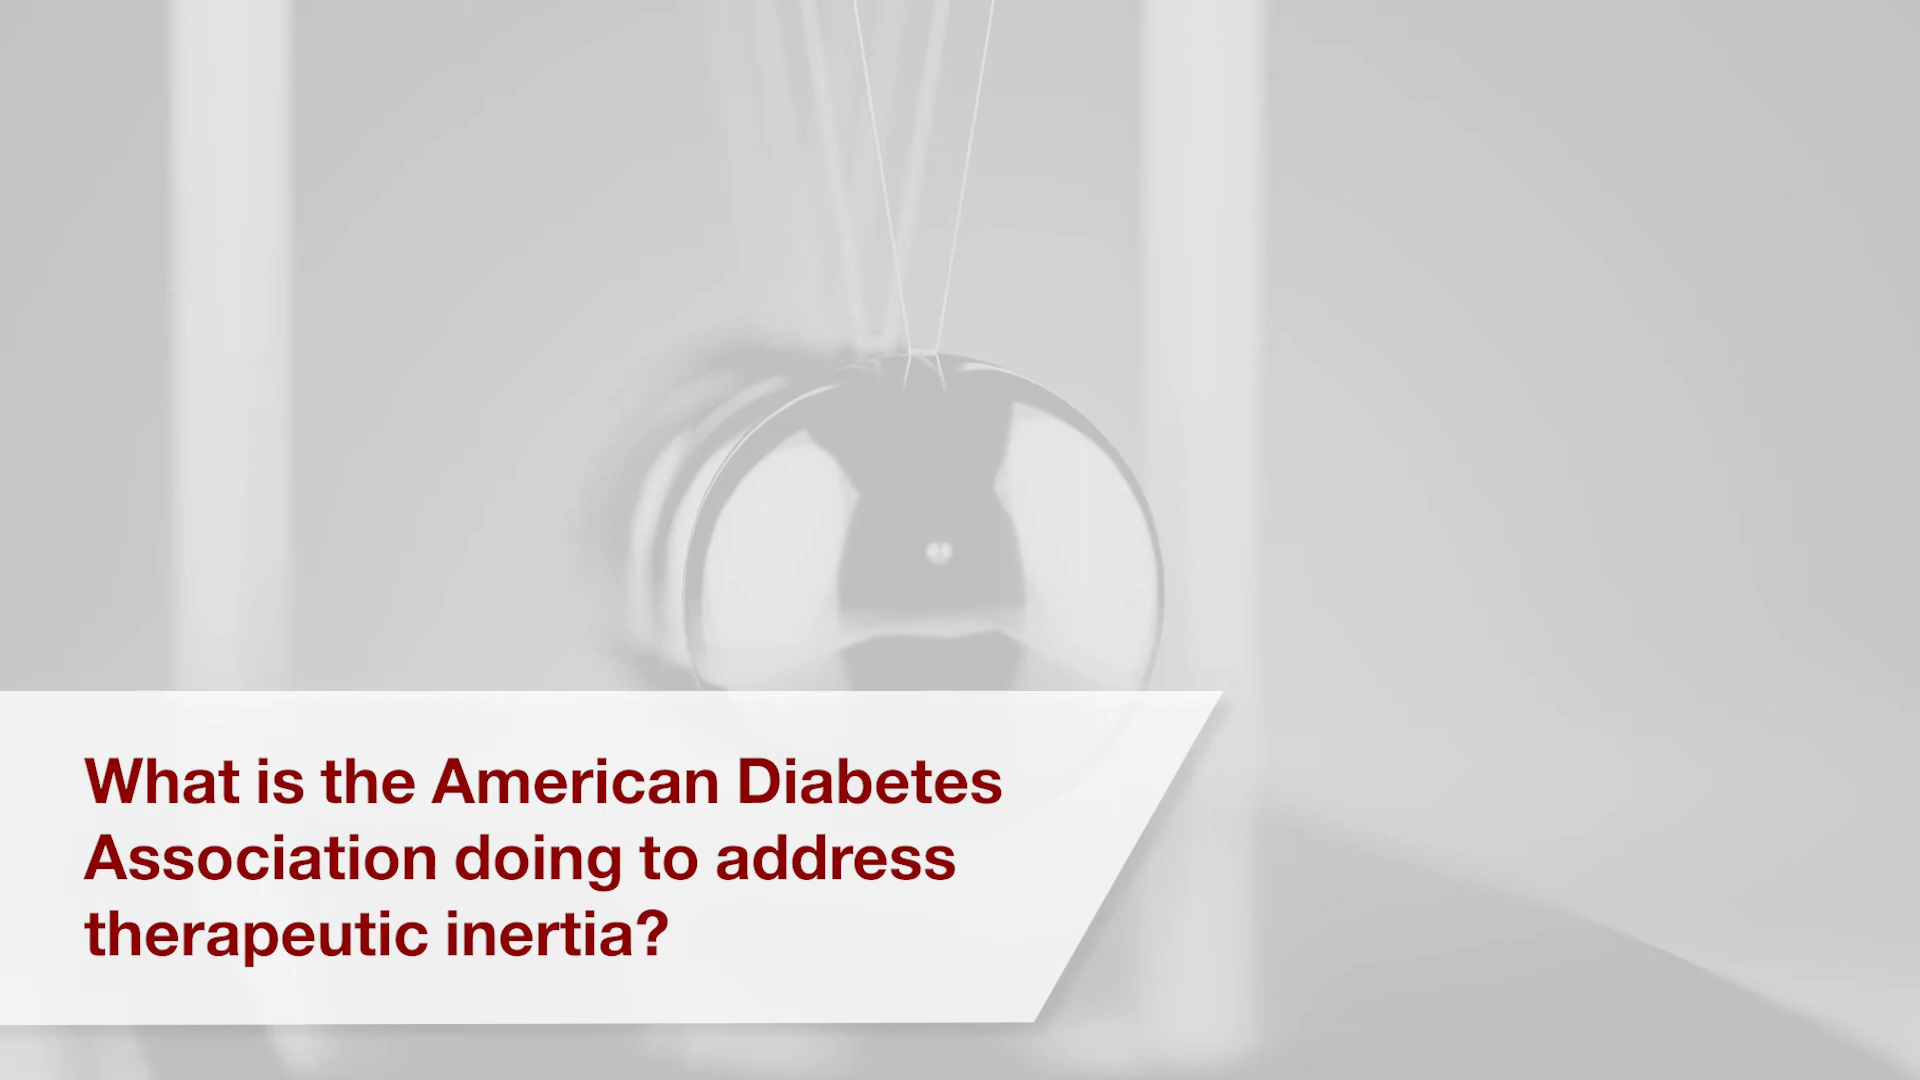 What is the American Diabetes
Association doing to address
therapeutic inertia?